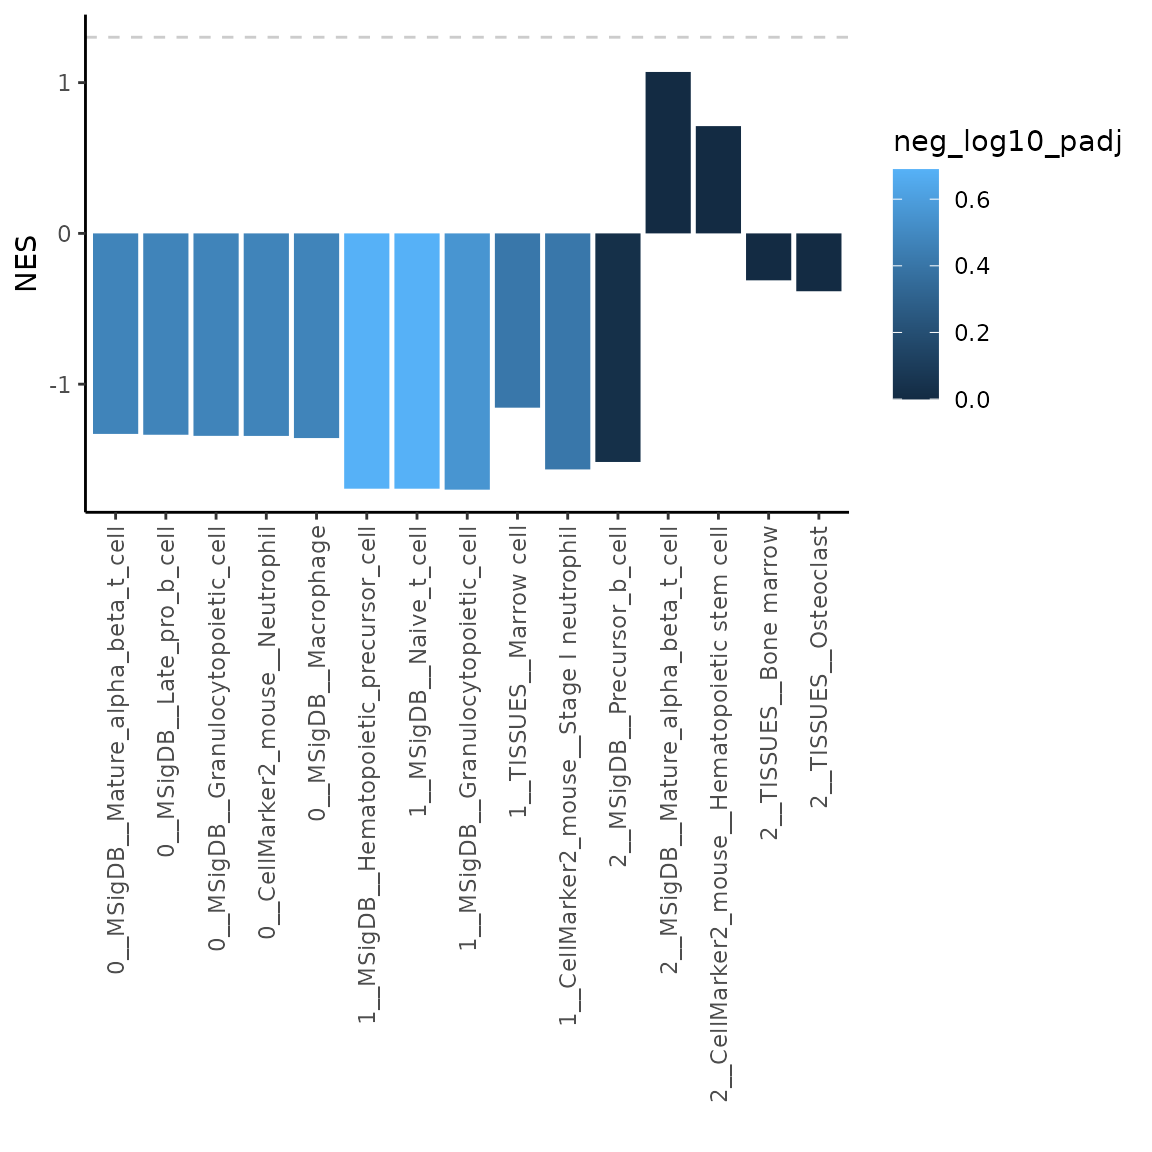 NES
1
0
-1
0__MSigDB__Mature_alpha_beta_t_cell
0__MSigDB__Late_pro_b_cell
0__MSigDB__Granulocytopoietic_cell
0__CellMarker2_mouse__Neutrophil
0__MSigDB__Macrophage
1__MSigDB__Hematopoietic_precursor_cell
1__MSigDB__Naive_t_cell
1__MSigDB__Granulocytopoietic_cell
1__TISSUES__Marrow cell
1__CellMarker2_mouse__Stage I neutrophil
2__MSigDB__Precursor_b_cell
2__MSigDB__Mature_alpha_beta_t_cell
2__CellMarker2_mouse__Hematopoietic stem cell
2__TISSUES__Bone marrow
2__TISSUES__Osteoclast
neg_log10_padj
0.6
0.4
0.2
0.0